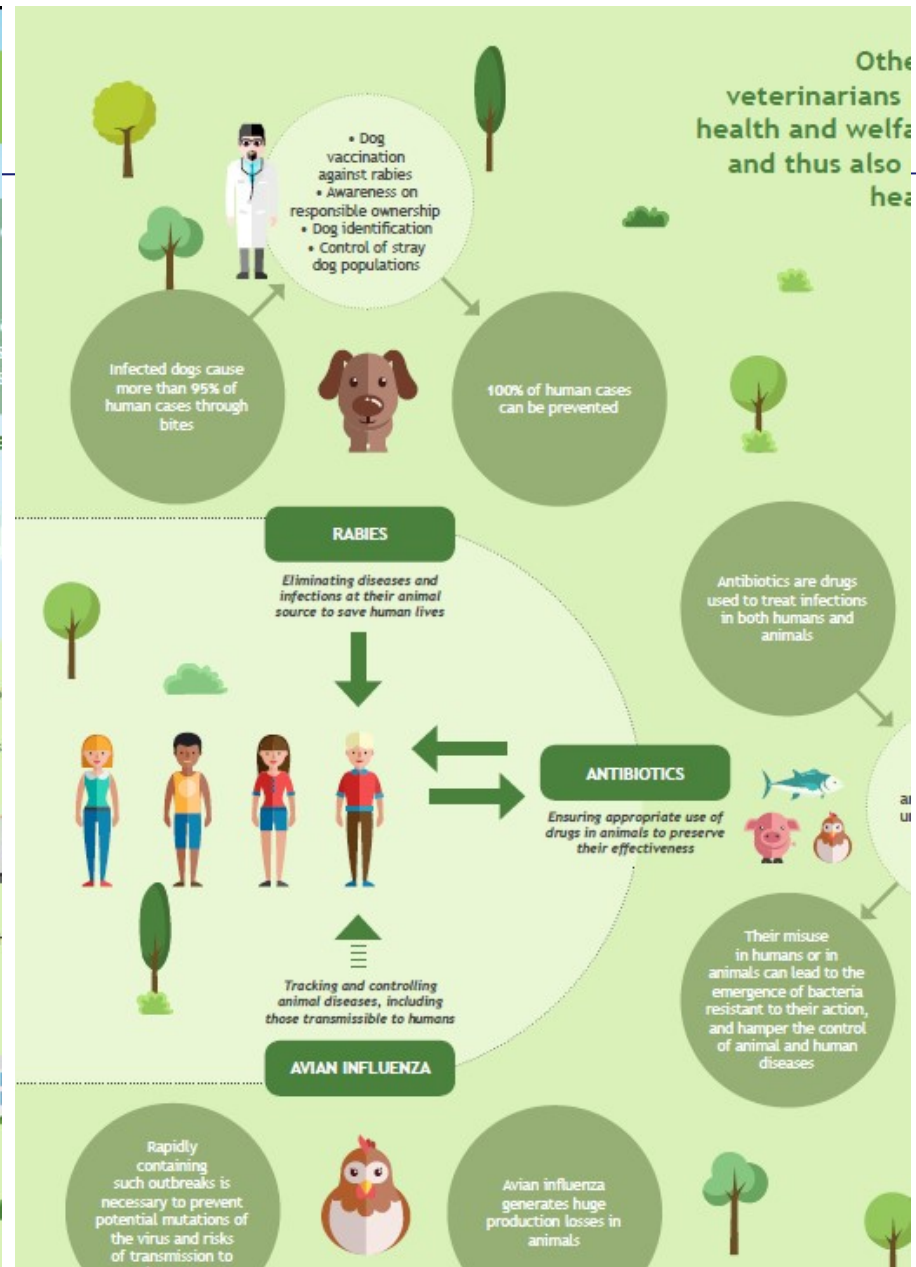 Othe
veterinarians
health and welfa
and thus also
hea
• Dog
vaccination
against rabies
• Awareness on
responsible ownership
• Dog identification
• Control of stray
dog populations
Infected dogs cause
more than 95% of
human cases through
bites
100% of human cases
can be prevented
RABIES
Eliminating diseases and
infections at their animal
source to save human lives
Antibiotics are drugs
used to treat infections
in both humans and
animals
ANTIBIOTICS
Ensuring appropriate use of
drugs in animals to preserve
their effectiveness
Their misuse
in humans or in
animals can lead to the
emergence of bacteria
resistant to their action,
and hamper the control
of animal and human
diseases
Tracking and controlling
animal diseases, including
those transmissible to humans
AVIAN INFLUENZA
Rapidly
containing
such outbreaks is
necessary to prevent
potential mutations of
the virus and risks
of transmission to
Avian influenza
generates huge
production losses in
animals